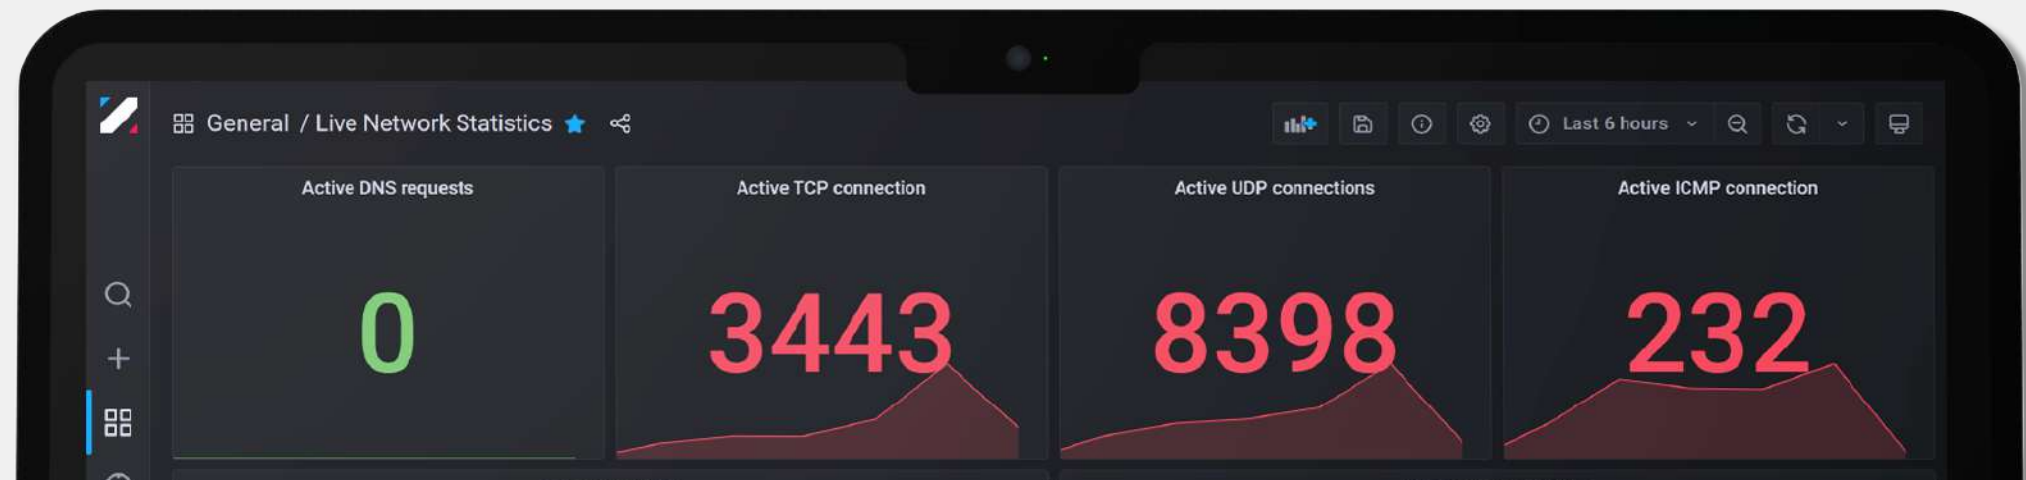 General / Live Network Statistics
Last 6 hours
Active DNS requests
Active TCP connection
Active UDP connections
Active ICMP connection
0
3443
8398
232